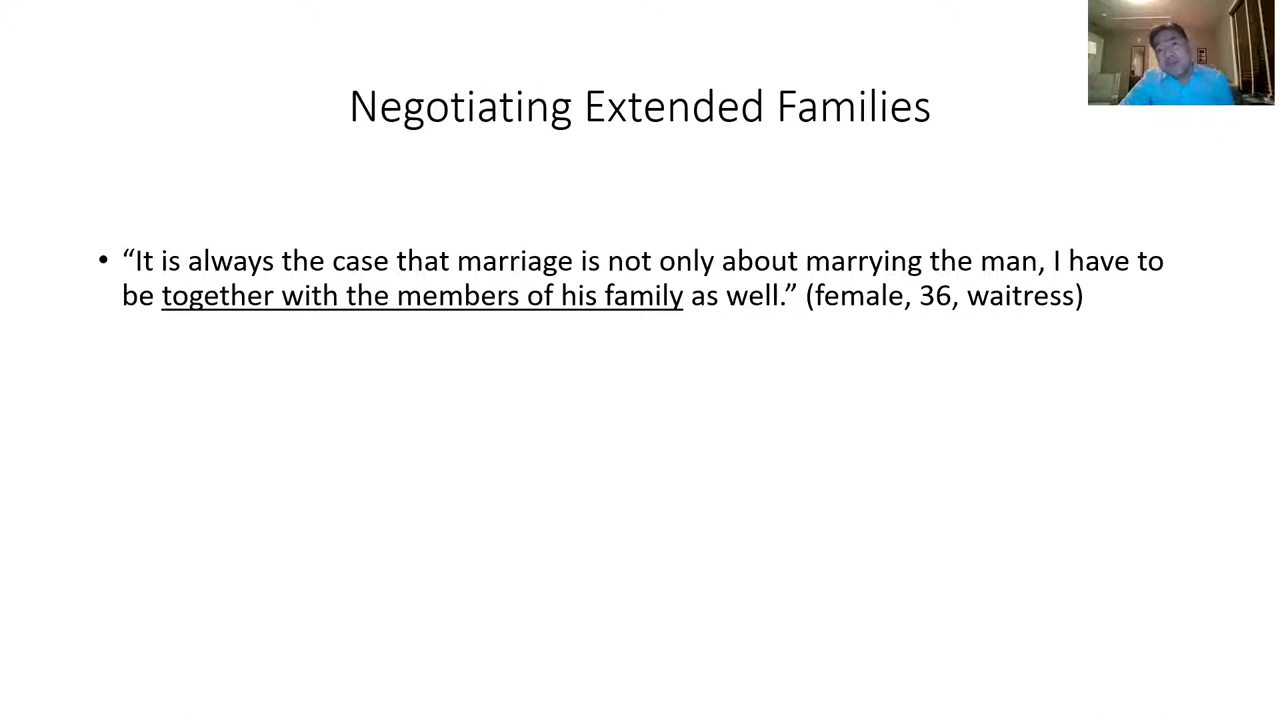 Negotiating Extended Families
• “It is always the case that marriage is not only about marrying the man, I have to
be together with the members of his family as well.” (female, 36, waitress)